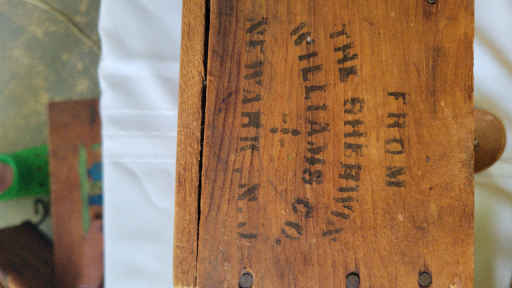 FROM
THE SHERWIN
WILLIAMS CO.
NEWARK, N.J.